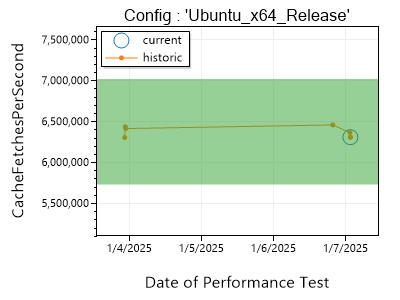 Config : 'Ubuntu_x64_Release'
current
historic
CacheFetchesPerSecond
7,500,000
7,000,000
6,500,000
6,000,000
5,500,000
1/4/2025
1/5/2025
1/6/2025
1/7/2025
Date of Performance Test